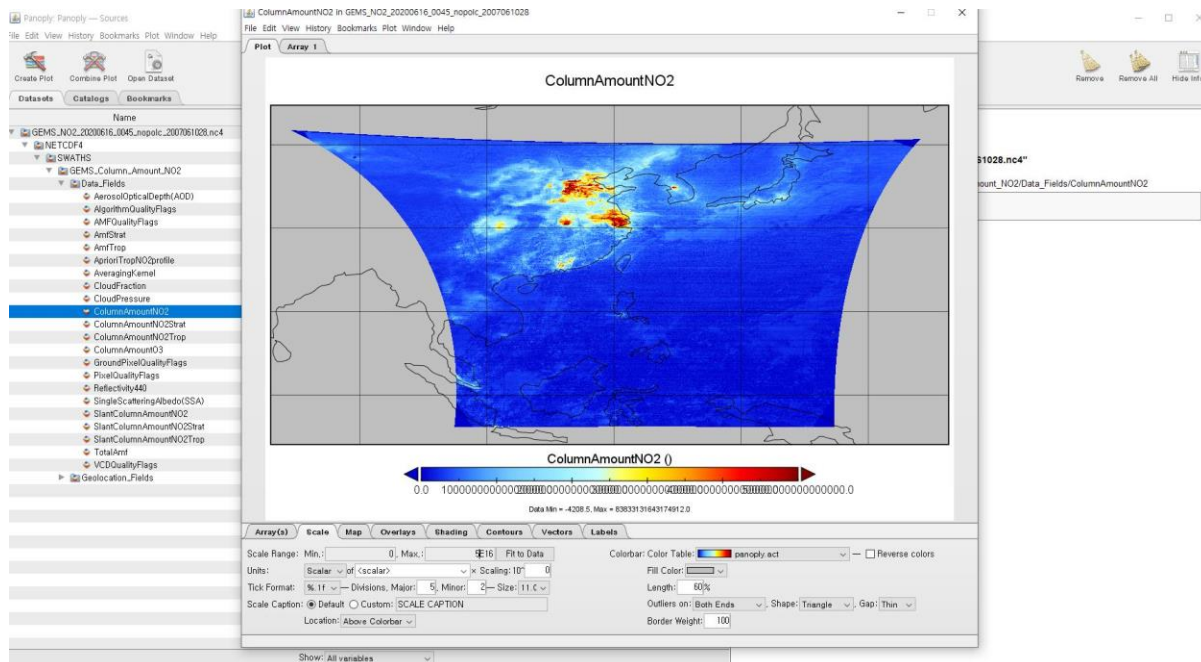 Panoply: Panoply — Sources
File Edit View History Bookmarks Plot Window Help
Create Plot Combine Plot Open Dataset
Datasets Catalogs Bookmarks
Name
GEMS_NO2_20200616_0045_nopolc_2007061028.nc4
NETCDF4
SWATHS
GEMS_Column_Amount_NO2
Data_Fields
AerosolOpticalDepth(AOD)
AlgorithmQualityFlags
AMFQualityFlags
AmfStrat
AmfTrop
AprioriTropNO2profile
AveragingKernel
CloudFraction
CloudPressure
ColumnAmountNO2
ColumnAmountNO2Strat
ColumnAmountNO2Trop
ColumnAmountO3
GroundPixelQualityFlags
PixelQualityFlags
Reflectivity440
SingleScatteringAlbedo(SSA)
SlantColumnAmountNO2
SlantColumnAmountNO2Strat
SlantColumnAmountNO2Trop
TotalAmf
VCDQualityFlags
Geolocation_Fields
Show: All variables
ColumnAmountNO2 in GEMS_NO2_20200616_0045_nopolc_2007061028
File Edit View History Bookmarks Plot Window Help
Plot Array 1
ColumnAmountNO2
ColumnAmountNO2 ()
0.0
Data Min = -4208.5, Max = 83833131643174912.0
Array(s) Scale Map Overlays Shading Contours Vectors Labels
Scale Range: Min.: 0, Max.: Fit to Data
Units: Scalar of <scalar> × Scaling: 10^ 0
Tick Format: %.1f — Divisions, Major: 5, Minor: 2 — Size: 11.0
Scale Caption: Default Custom: SCALE CAPTION
Location: Above Colorbar
Colorbar: Color Table: panoply.act — Reverse colors
Fill Color:
Length: 60 %
Outliers on: Both Ends, Shape: Triangle, Gap: Thin
Border Weight: 100
Remove Remove All Hide Info
61028.nc4"
ount_NO2/Data_Fields/ColumnAmountNO2